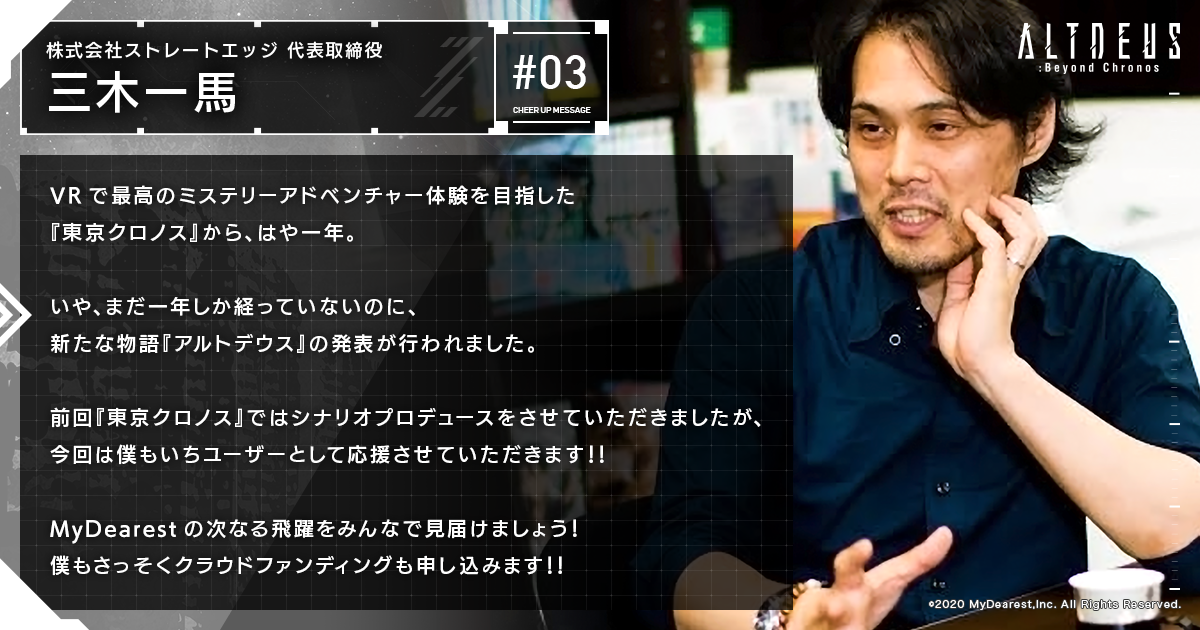 株式会社ストレートエッジ 代表取締役
三木一馬
#03
CHEER UP MESSAGE
ALTDEUS
:Beyond Chronos
VRで最高のミステリーアドベンチャー体験を目指した
『東京クロノス』から、はや一年。
いや、まだ一年しか経っていないのに、
新たな物語『アルトデウス』の発表が行われました。
前回『東京クロノス』ではシナリオプロデュースをさせていただきましたが、
今回は僕もいちユーザーとして応援させていただきます!!
MyDearestの次なる飛躍をみんなで見届けましょう!
僕もさっそくクラウドファンディングも申し込みます!!
©2020 MyDearest,Inc. All Rights Reserved.